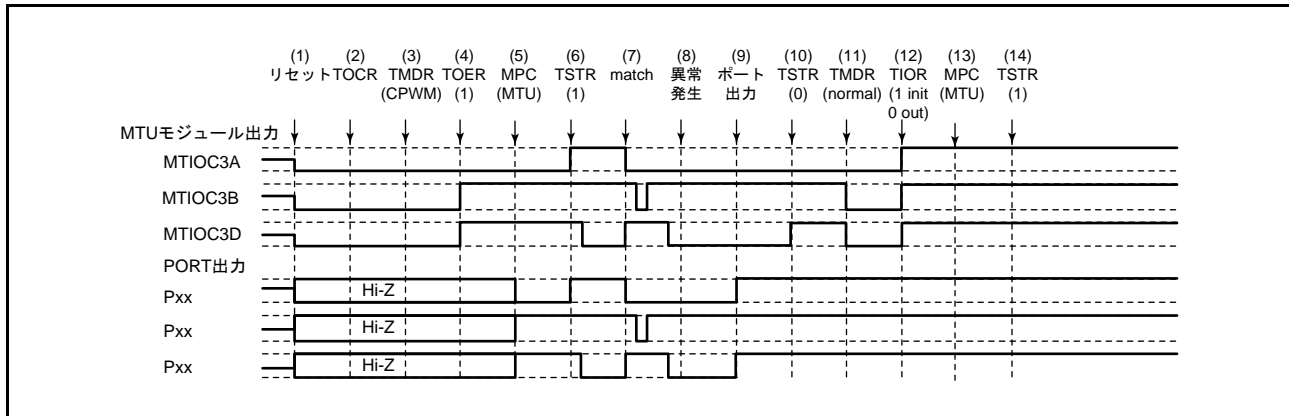 (1) (2) (3) (4) (5) (6) (7) (8) (9) (10) (11) (12) (13) (14)
リセット TOCR TMDR TOER MPC TSTR match 異常 ポート TSTR TMDR TIOR MPC TSTR
(CPWM) (1) (MTU) (1) 発生 出力 (0) (normal) (1 init (MTU) (1)
0 out)
MTUモジュール出力
MTIOC3A
MTIOC3B
MTIOC3D
PORT出力
Pxx Hi-Z
Pxx Hi-Z
Pxx Hi-Z